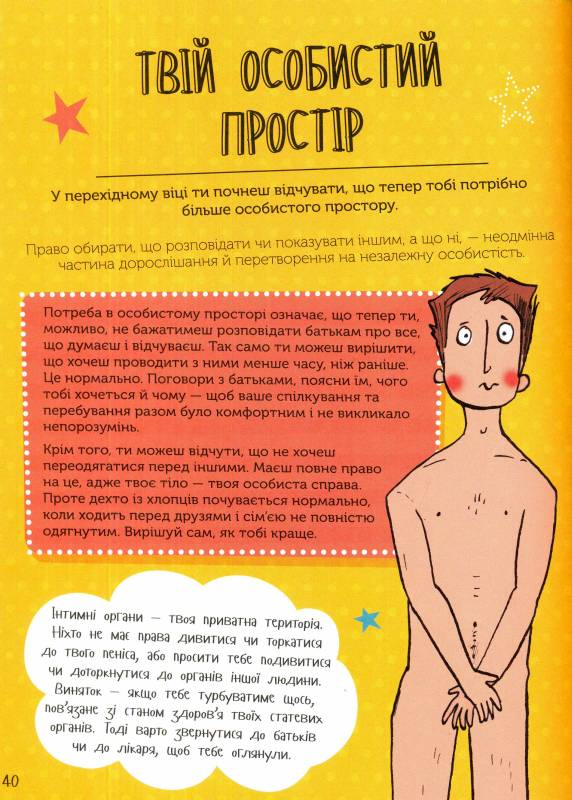 ТВІЙ ОСОБИСТИЙ
ПРОСТІР
У перехідному віці ти почнеш відчувати, що тепер тобі потрібно
більше особистого простору.
Право обирати, що розповідати чи показувати іншим, а що ні, — неодмінна
частина дорослішання й перетворення на незалежну особистість.
Потреба в особистому просторі означає, що тепер ти,
можливо, не бажатимеш розповідати батькам про все,
що думаєш і відчуваєш. Так само ти можеш вирішити,
що хочеш проводити з ними менше часу, ніж раніше.
Це нормально. Поговори з батьками, поясни їм, чого
тобі хочеться й чому — щоб ваше спілкування та
перебування разом було комфортним і не викликало
непорозумінь.
Крім того, ти можеш відчути, що не хочеш
переодягатися перед іншими. Маєш повне право
на це, адже твоє тіло — твоя особиста справа.
Проте дехто із хлопців почувається нормально,
коли ходить перед друзями і сім’єю не повністю
одягнутим. Вирішуй сам, як тобі краще.
Інтимні органи — твоя приватна територія.
Ніхто не має права дивитися чи торкатися
до твого пеніса, або просити тебе подивитися
чи доторкнутися до органів іншої людини.
Виняток — якщо тебе турбуватиме щось,
пов’язане зі станом здоров’я твоїх статевих
органів. Тоді варто звернутися до батьків
чи до лікаря, щоб тебе оглянули.
40